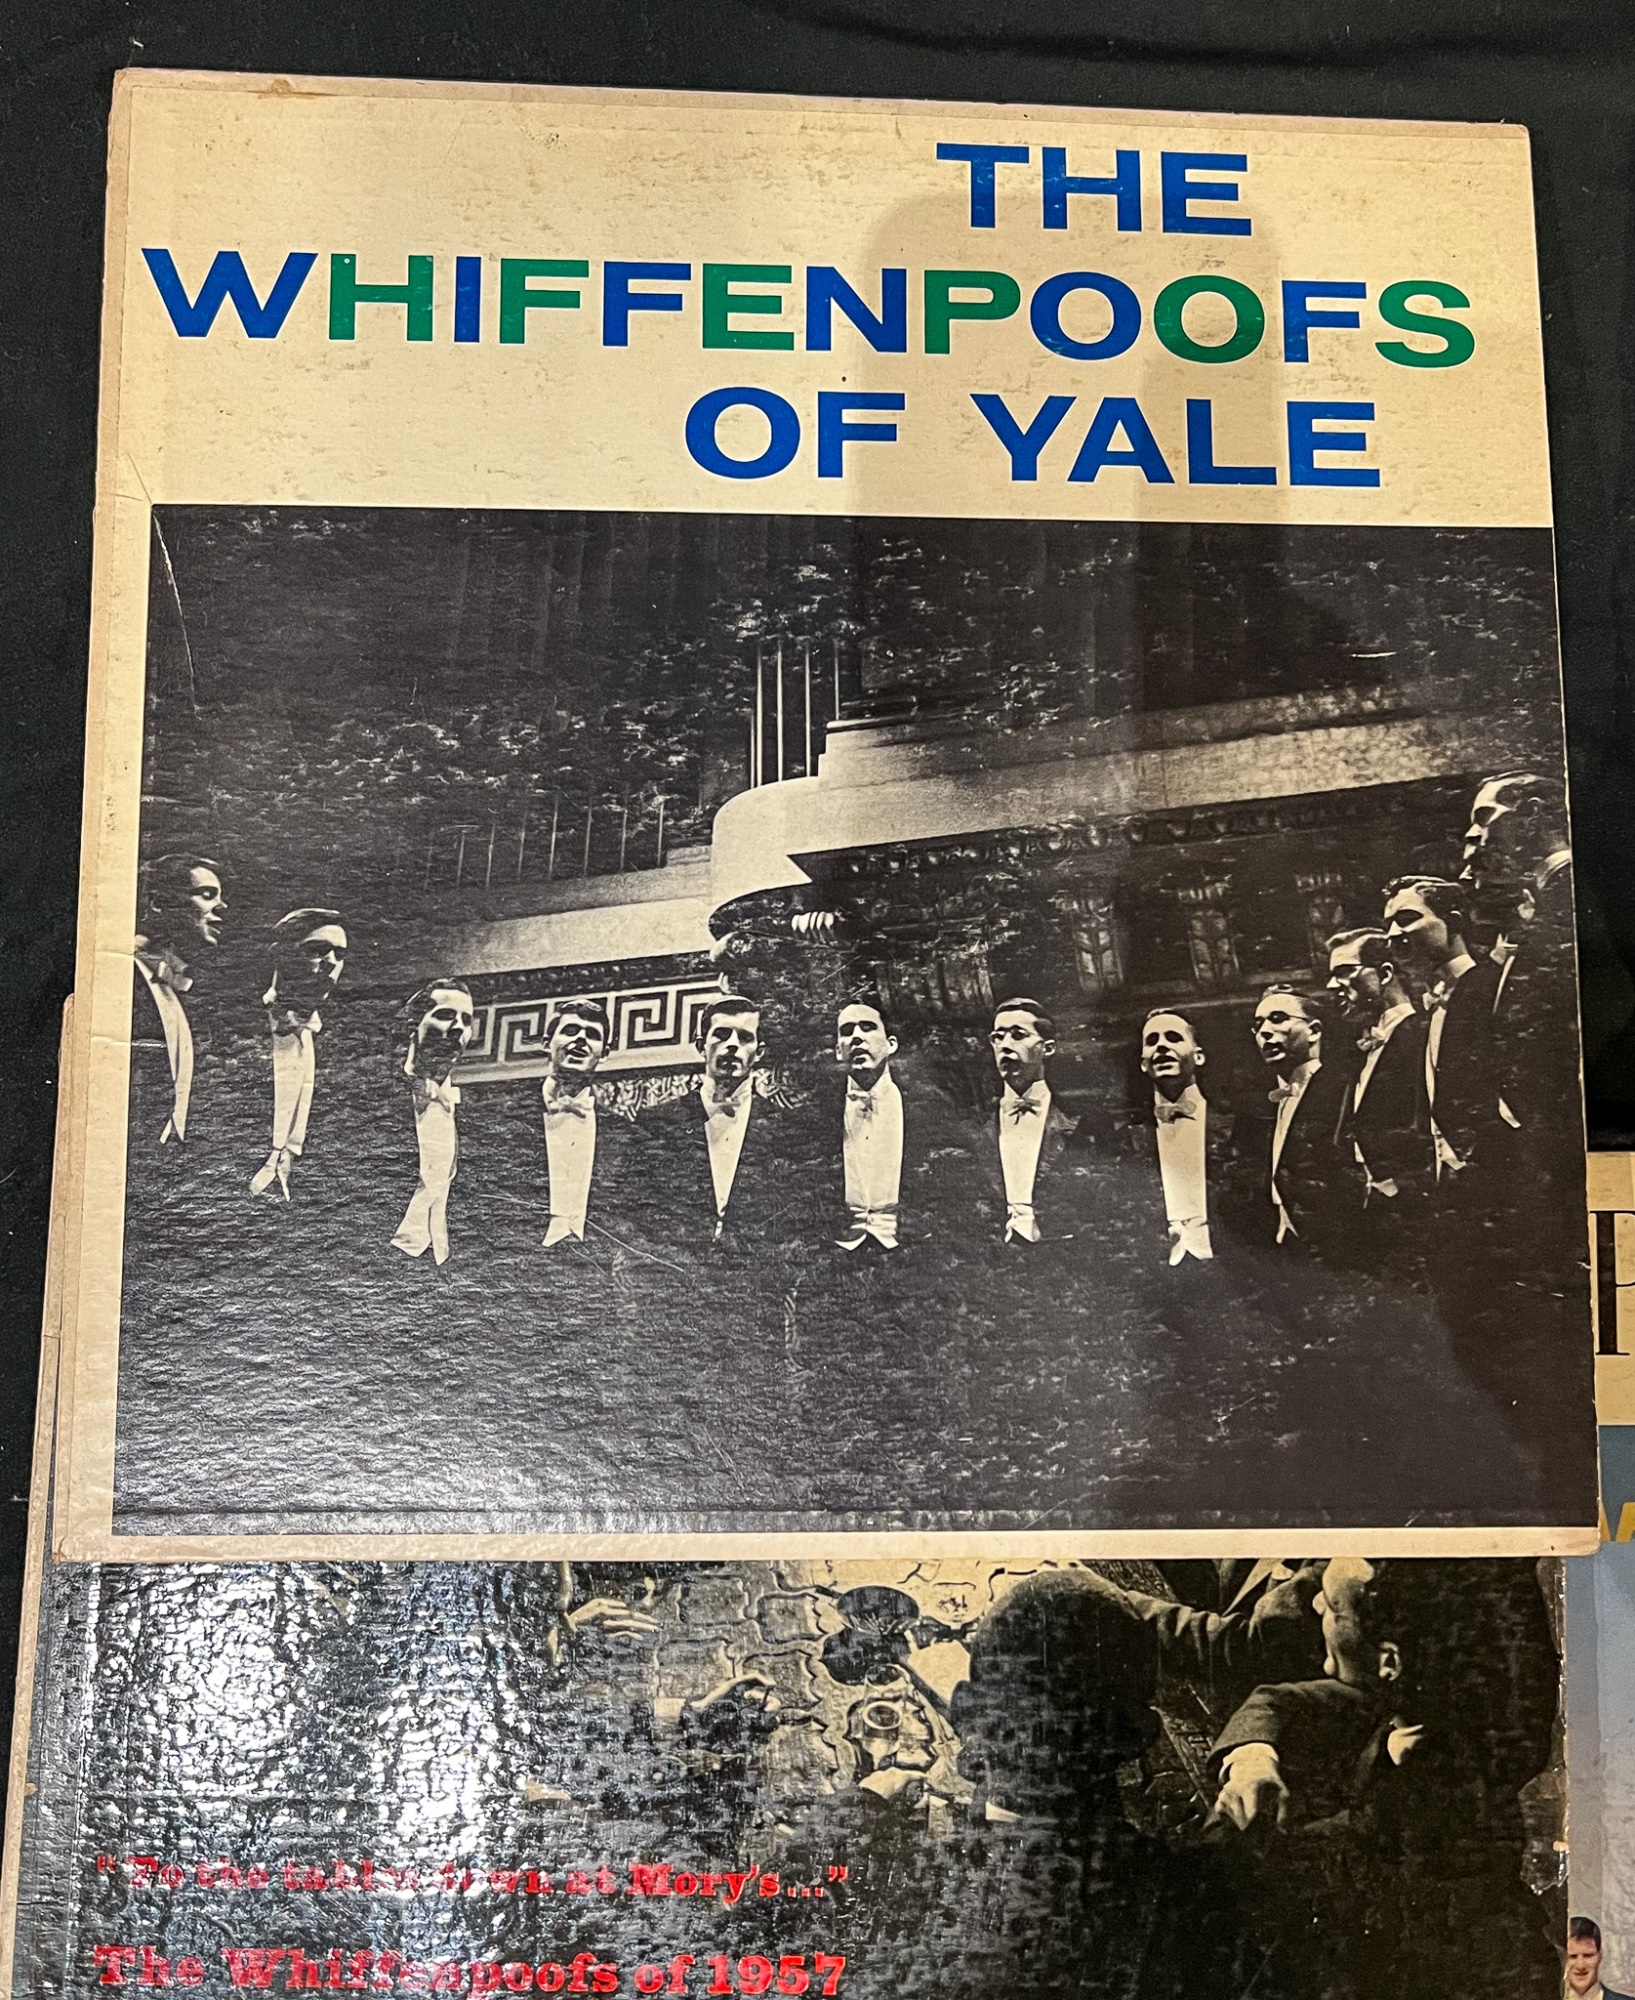 THE
WHIFFENPOOFS
OF YALE
P
"To the tables down at Mory's..."
The Whiffenpoofs of 1957